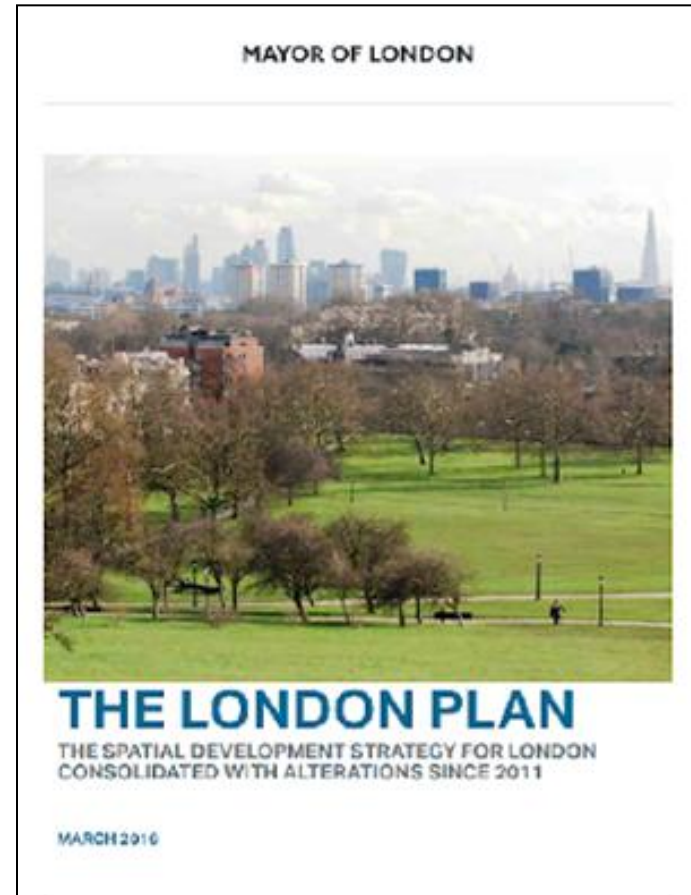 MAYOR OF LONDON
THE LONDON PLAN
THE SPATIAL DEVELOPMENT STRATEGY FOR LONDON
CONSOLIDATED WITH ALTERATIONS SINCE 2011
MARCH 2016